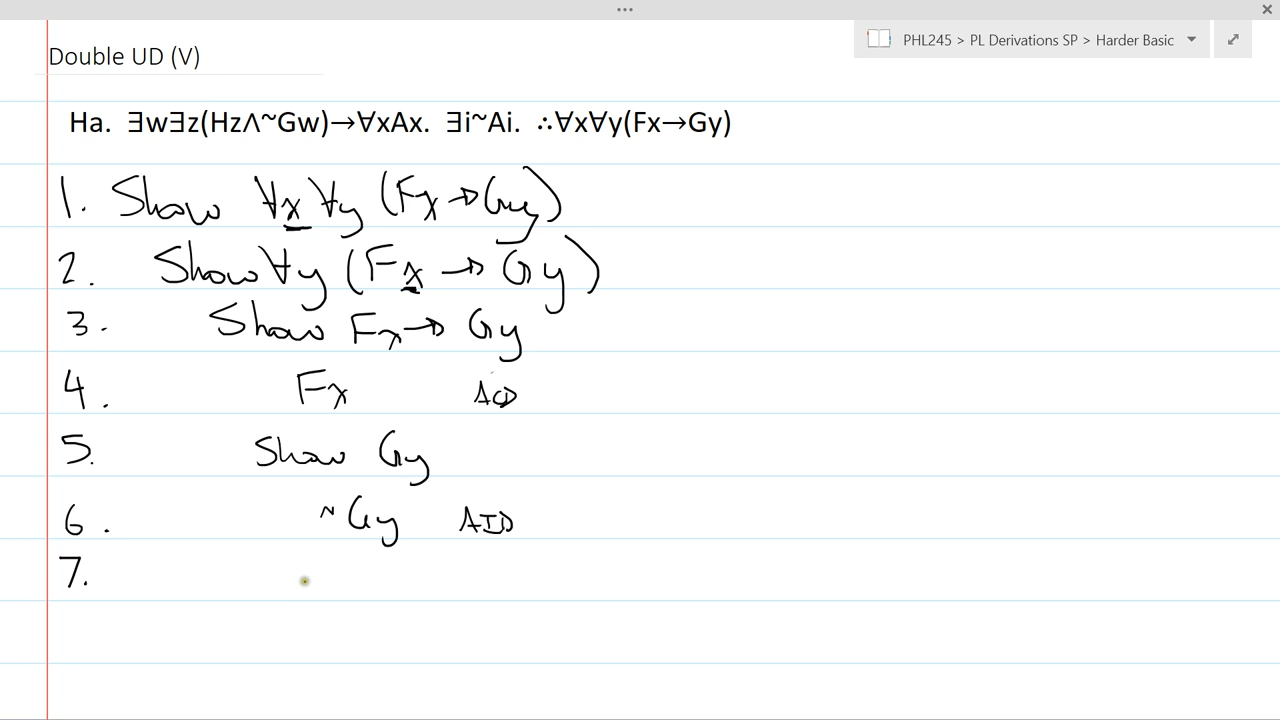 ...
PHL245 > PL Derivations SP > Harder Basic
Double UD (V)
Ha. ∃w∃z(HzΛ~Gw)→∀xAx. ∃i~Ai. ∴∀x∀y(Fx→Gy)
1. Show ∀x∀y (Fx→Gy)
2. Show ∀y (Fx → Gy)
3. Show Fx→ Gy
4. Fx ACD
5. Show Gy
6. ~Gy AID
7.